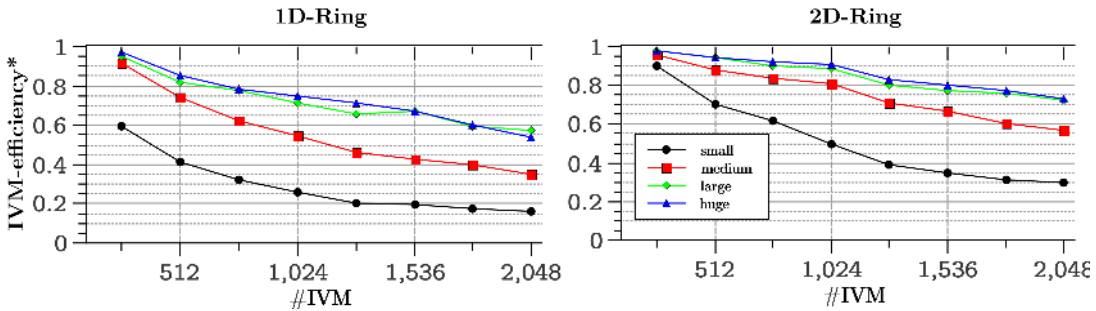 1D-Ring
IVM-efficiency*
1
0.8
0.6
0.4
0.2
0
512
1,024
1,536
2,048
#IVM
2D-Ring
1
0.8
0.6
0.4
0.2
0
small
medium
large
huge
512
1,024
1,536
2,048
#IVM